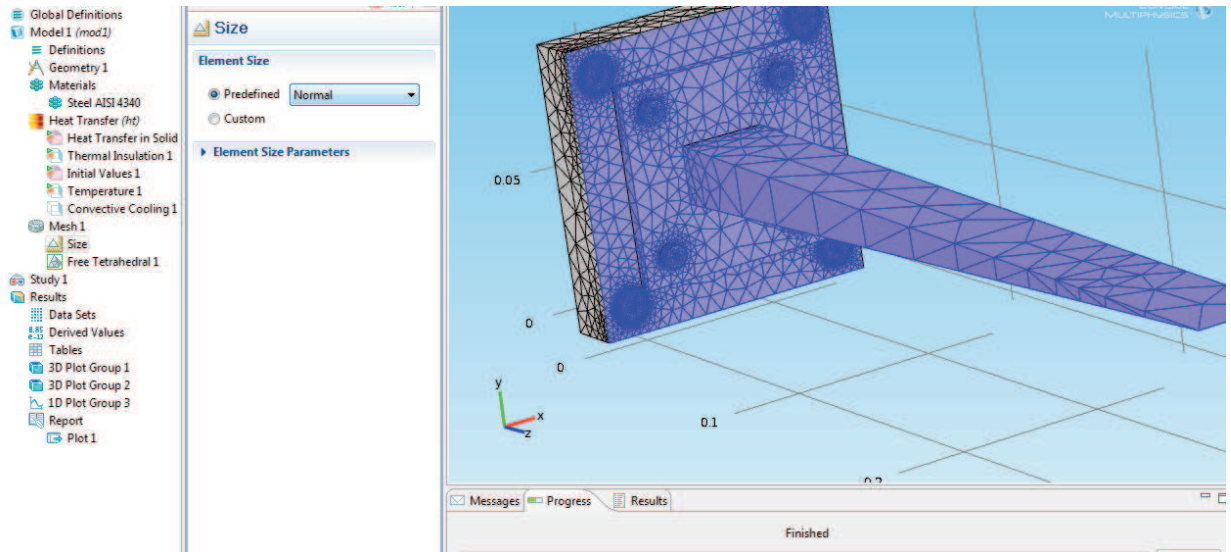 Global Definitions
Model 1 (mod1)
Definitions
Geometry 1
Materials
Steel AISI 4340
Heat Transfer (ht)
Heat Transfer in Solid
Thermal Insulation 1
Initial Values 1
Temperature 1
Convective Cooling 1
Mesh 1
Size
Free Tetrahedral 1
Study 1
Results
Data Sets
Derived Values
Tables
3D Plot Group 1
3D Plot Group 2
1D Plot Group 3
Report
Plot 1
Size
Element Size
Predefined Normal
Custom
Element Size Parameters
MULTIPHYSICS
0.05
0
0
0.1
0.2
y
x
z
Messages Progress Results
Finished